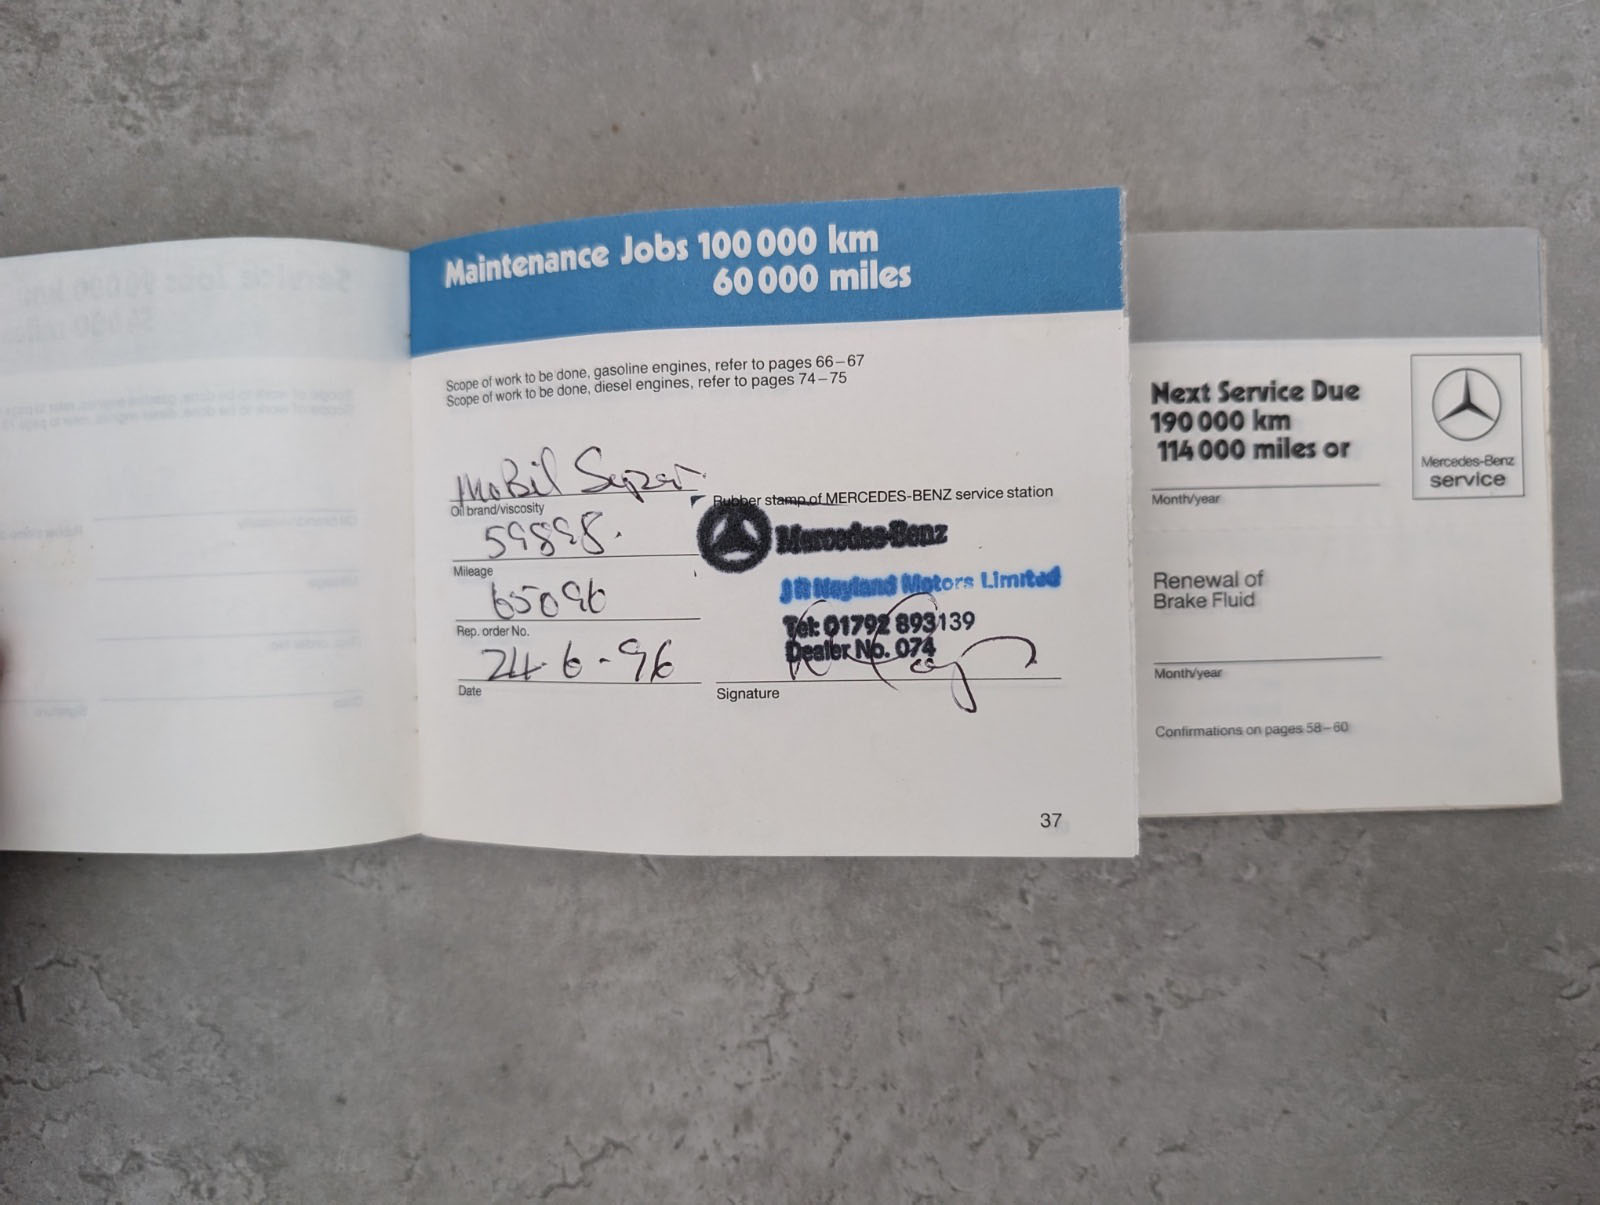 Maintenance Jobs 100 000 km
60 000 miles
Scope of work to be done, gasoline engines, refer to pages 66–67
Scope of work to be done, diesel engines, refer to pages 74–75
MoBil Super
Oil brand/viscosity
59898.
Mileage
65096
Rep. order No.
24-6-96
Date
Rubber stamp of MERCEDES-BENZ service station
Mercedes-Benz
J R Nayland Motors Limited
Tel: 01792 893139
Dealer No. 074
Signature
37
Next Service Due
190 000 km
114 000 miles or
Month/year
Mercedes-Benz
service
Renewal of
Brake Fluid
Month/year
Confirmations on pages 58–60